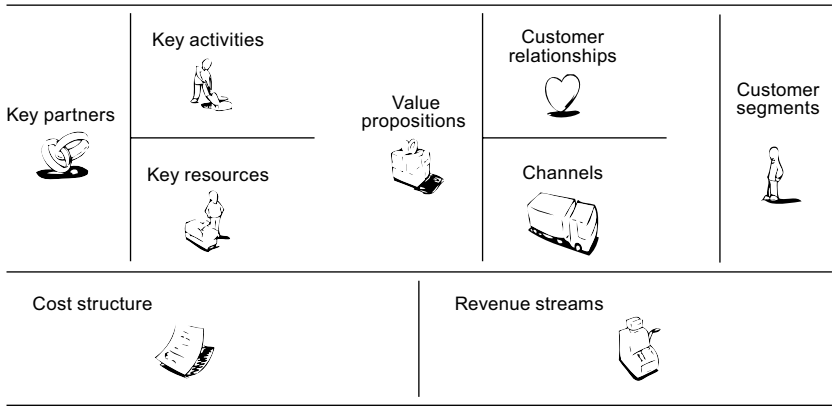 Key partners
Key activities
Key resources
Value
propositions
Customer
relationships
Channels
Customer
segments
Cost structure
Revenue streams